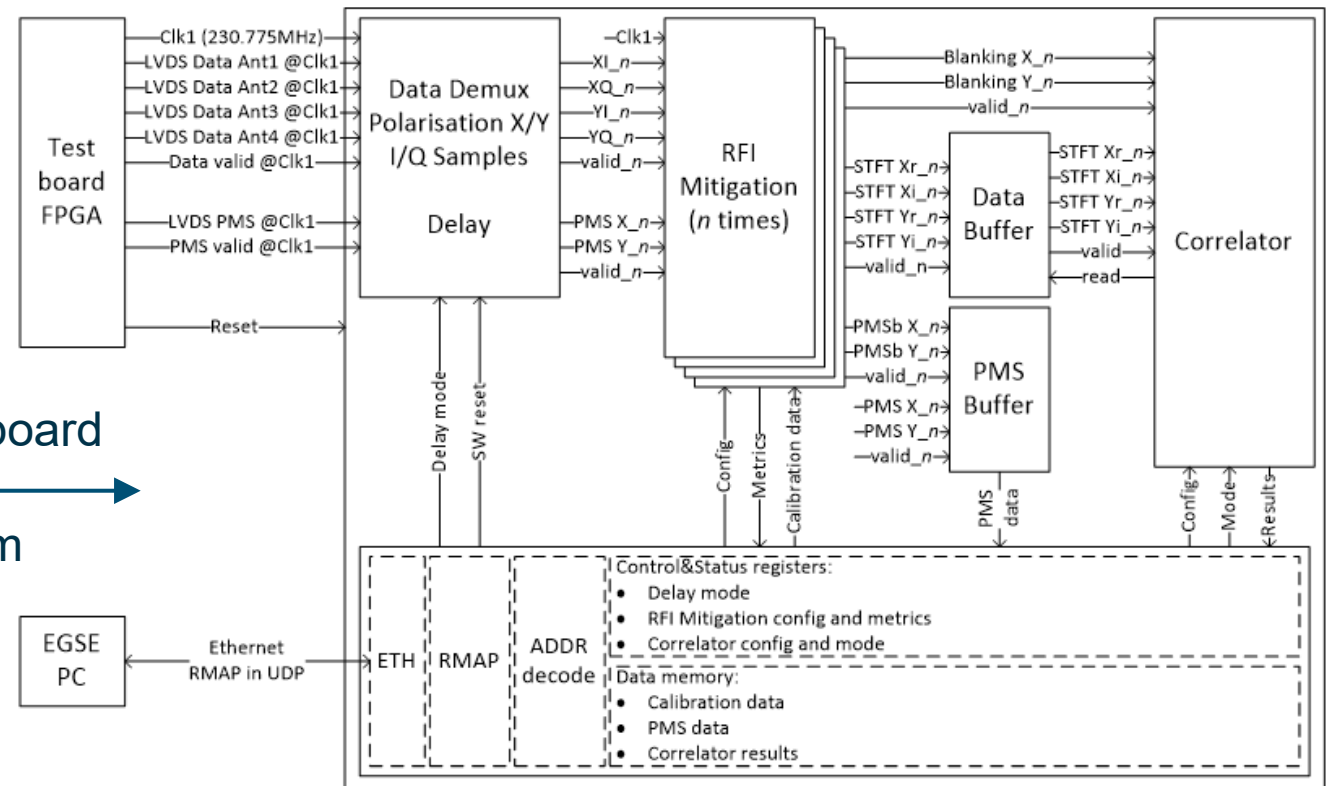 Test
board
FPGA
Clk1 (230.775MHz)
LVDS Data Ant1 @Clk1
LVDS Data Ant2 @Clk1
LVDS Data Ant3 @Clk1
LVDS Data Ant4 @Clk1
Data valid @Clk1
LVDS PMS @Clk1
PMS valid @Clk1
Reset
Data Demux
Polarisation X/Y
I/Q Samples
Delay
Clk1
XI_n
XQ_n
YI_n
YQ_n
valid_n
PMS X_n
PMS Y_n
valid_n
RFI
Mitigation
(n times)
Blanking X_n
Blanking Y_n
valid_n
STFT Xr_n
STFT Xi_n
STFT Yr_n
STFT Yi_n
valid_n
Data
Buffer
STFT Xr_n
STFT Xi_n
STFT Yr_n
STFT Yi_n
valid
read
Correlator
PMSb X_n
PMSb Y_n
valid_n
PMS X_n
PMS Y_n
valid_n
PMS
Buffer
Delay mode
SW reset
Config
Metrics
Calibration data
PMS
data
Config
Mode
Results
board
m
EGSE
PC
Ethernet
RMAP in UDP
ETH
RMAP
ADDR
decode
Control&Status registers:
• Delay mode
• RFI Mitigation config and metrics
• Correlator config and mode
Data memory:
• Calibration data
• PMS data
• Correlator results